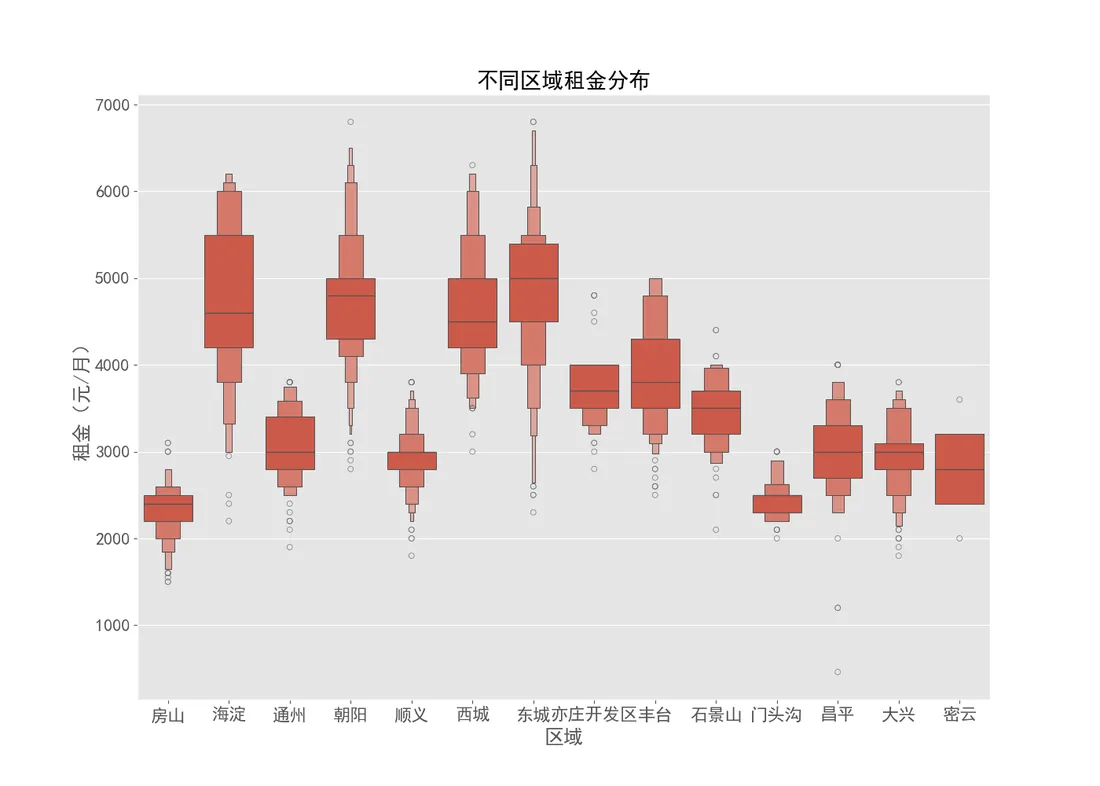 不同区域租金分布
租金（元/月）
7000
6000
5000
4000
3000
2000
1000
房山 海淀 通州 朝阳 顺义 西城 东城 亦庄开发区 丰台 石景山 门头沟 昌平 大兴 密云
区域